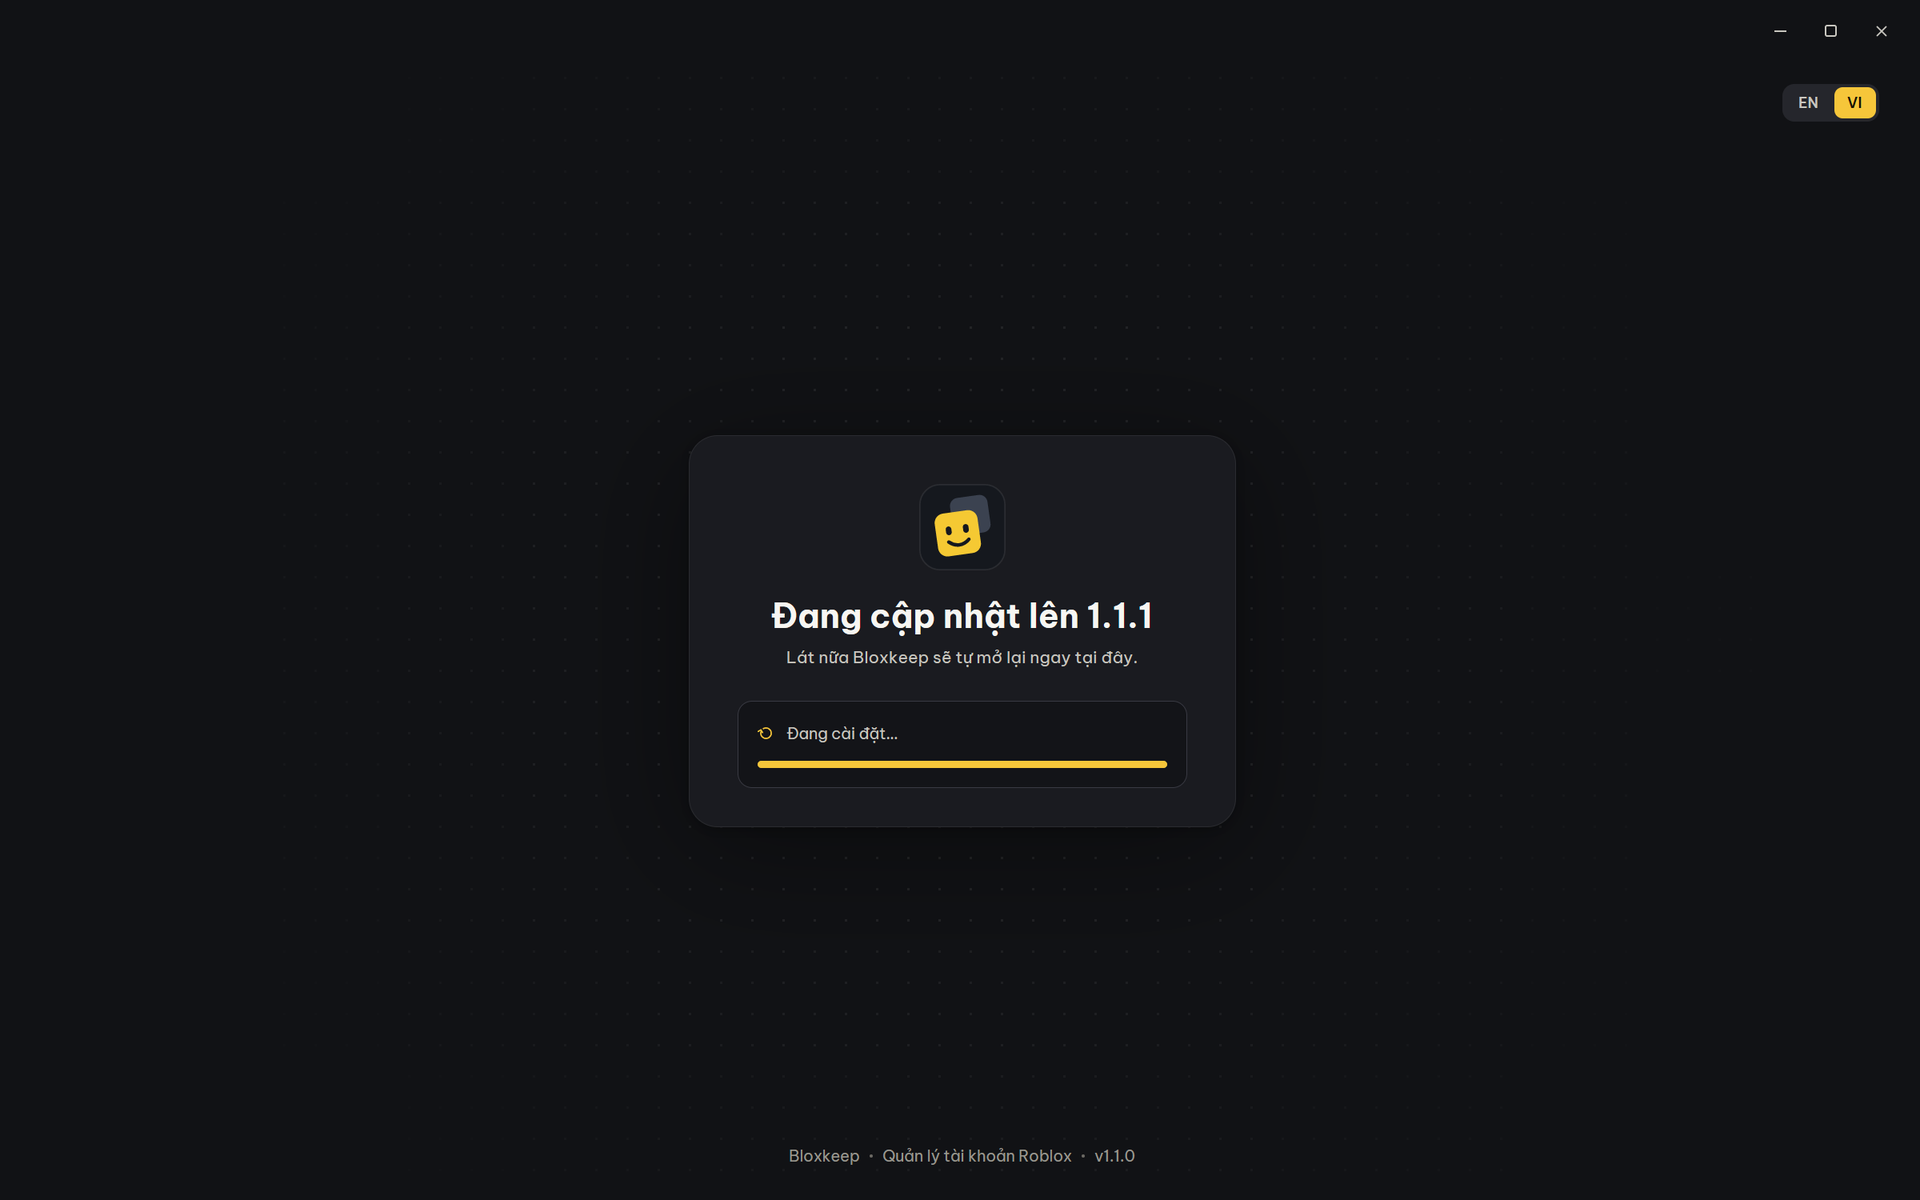 EN VI
Đang cập nhật lên 1.1.1
Lát nữa Bloxkeep sẽ tự mở lại ngay tại đây.
Đang cài đặt...
Bloxkeep • Quản lý tài khoản Roblox • v1.1.0